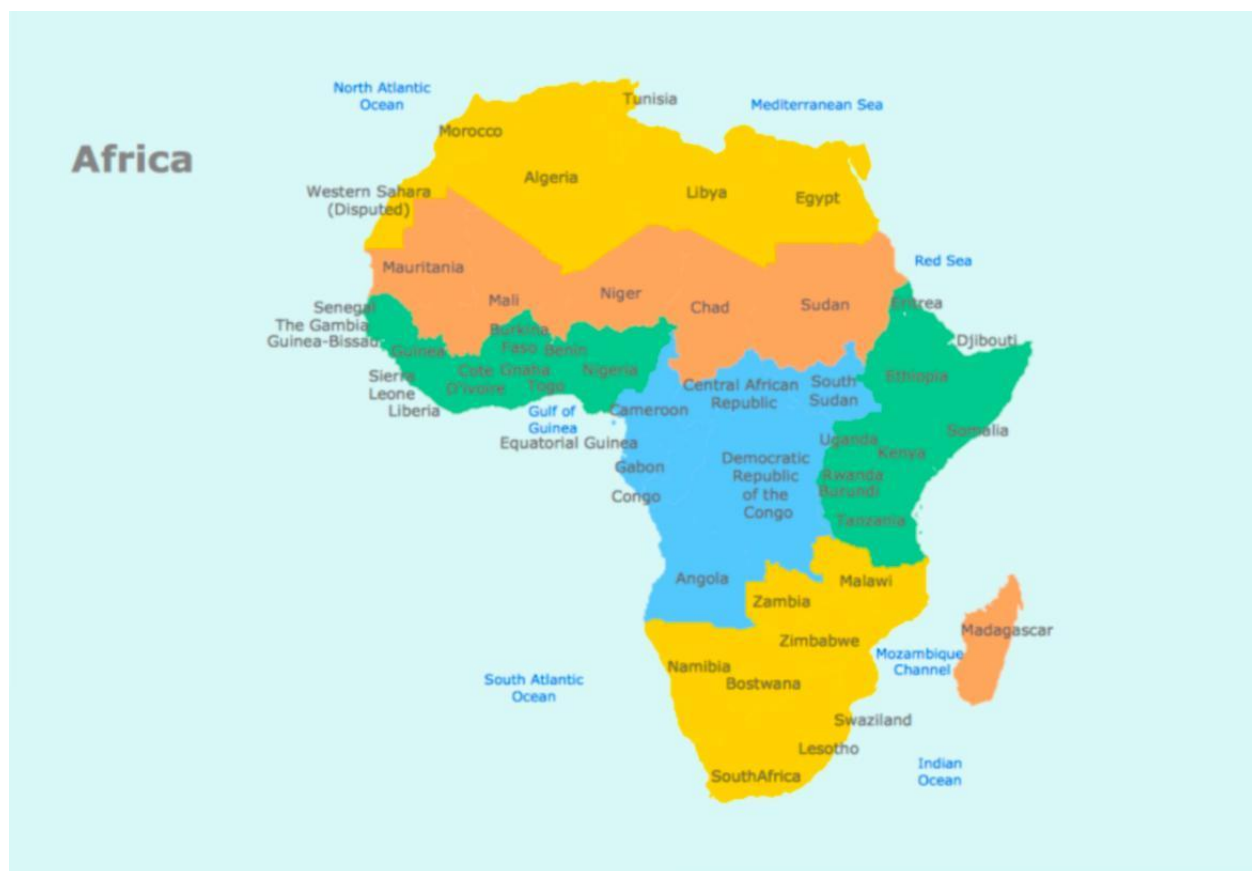 North Atlantic
Ocean
Tunisia
Mediterranean Sea
Morocco
Africa
Algeria
Western Sahara
(Disputed)
Libya
Egypt
Red Sea
Mauritania
Mali
Niger
Chad
Sudan
Eritrea
Senegal
The Gambia
Guinea-Bissau
Guinea
Burkina
Faso
Benin
Djibouti
Sierra
Leone
Liberia
Cote
D'ivoire
Gnaha
Togo
Nigeria
Central African
Republic
South
Sudan
Ethiopia
Gulf of
Guinea
Cameroon
Equatorial Guinea
Somalia
Uganda
Kenya
Gabon
Congo
Democratic
Republic
of the
Congo
Rwanda
Burundi
Tanzania
Angola
Malawi
Zambia
Zimbabwe
Madagascar
Mozambique
Channel
Namibia
Bostwana
South Atlantic
Ocean
Swaziland
Lesotho
SouthAfrica
Indian
Ocean